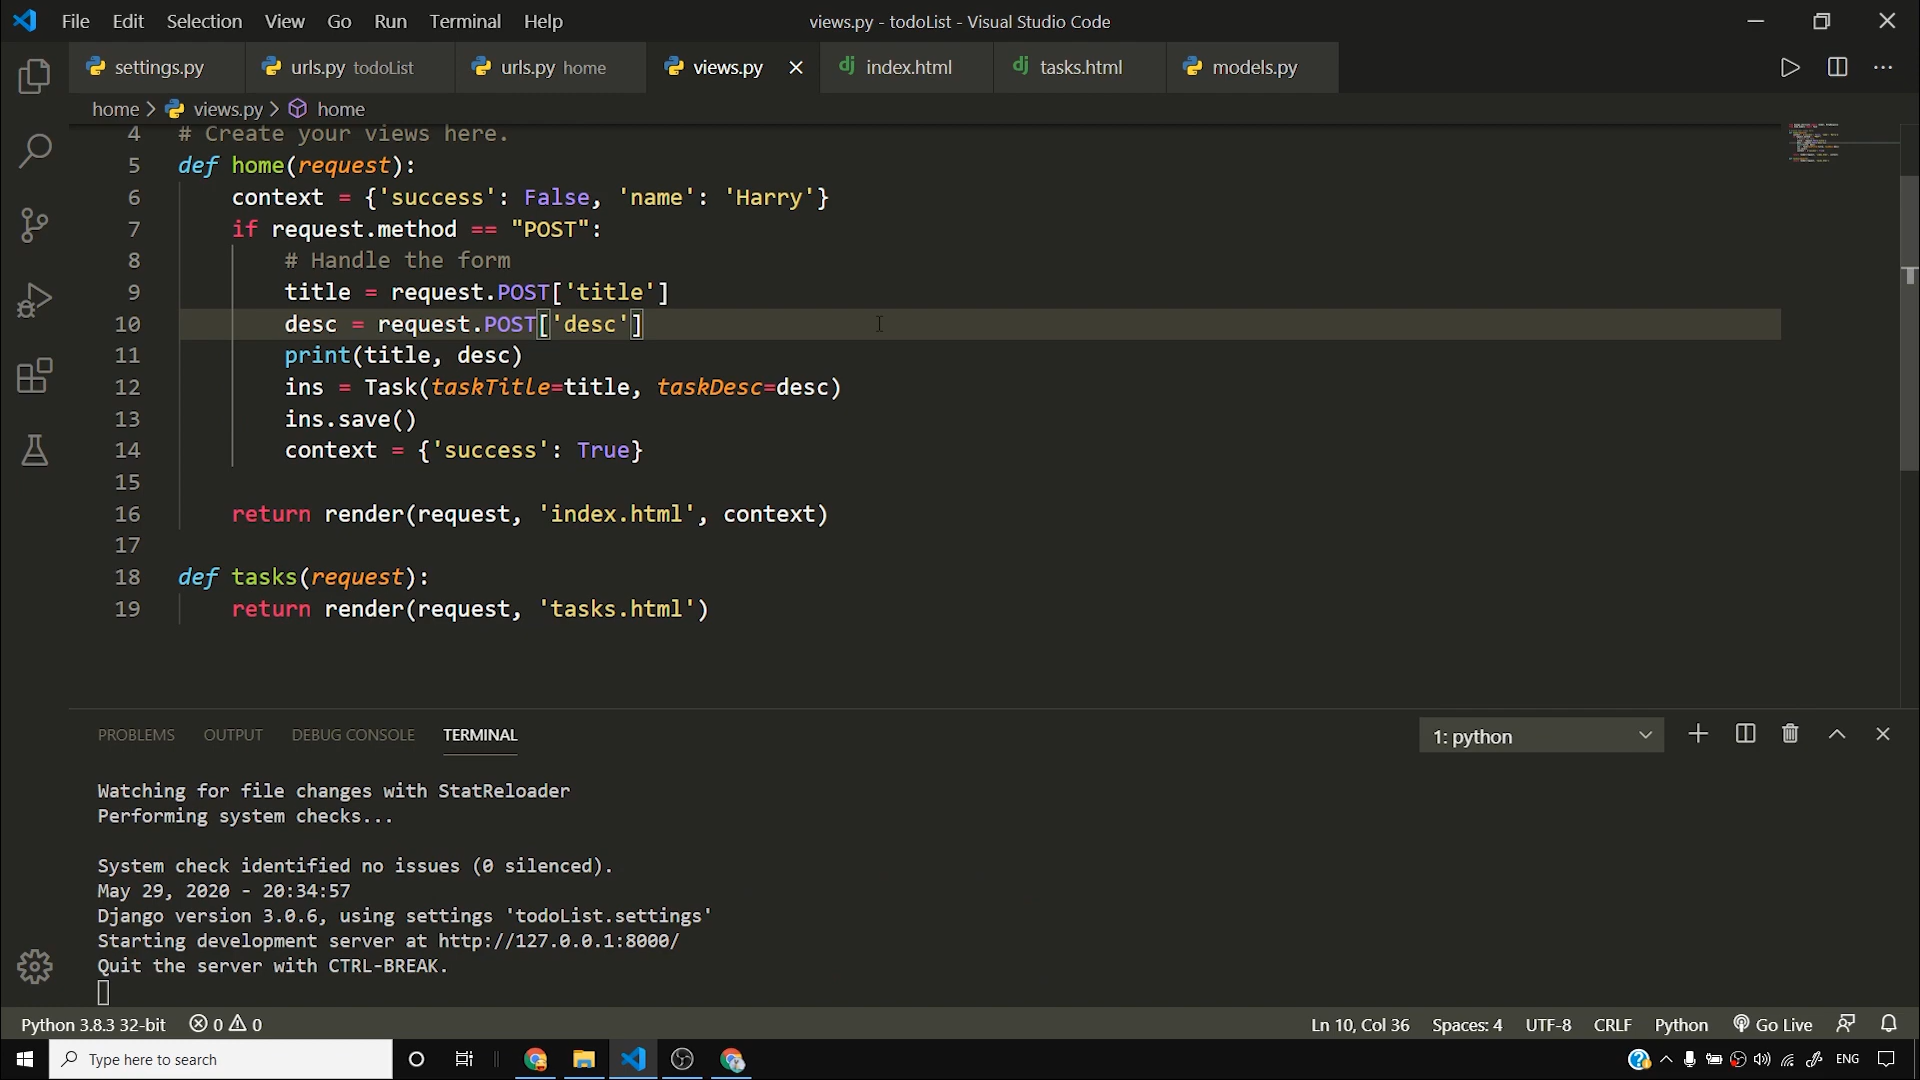 File Edit Selection View Go Run Terminal Help views.py - todoList - Visual Studio Code
settings.py urls.py todoList urls.py home views.py index.html tasks.html models.py
home > views.py > home
4 # Create your views here.
5 def home(request):
6 context = {'success': False, 'name': 'Harry'}
7 if request.method == "POST":
8 # Handle the form
9 title = request.POST['title']
10 desc = request.POST['desc']
11 print(title, desc)
12 ins = Task(taskTitle=title, taskDesc=desc)
13 ins.save()
14 context = {'success': True}
15
16 return render(request, 'index.html', context)
17
18 def tasks(request):
19 return render(request, 'tasks.html')
PROBLEMS OUTPUT DEBUG CONSOLE TERMINAL 1: python
Watching for file changes with StatReloader
Performing system checks...
System check identified no issues (0 silenced).
May 29, 2020 - 20:34:57
Django version 3.0.6, using settings 'todoList.settings'
Starting development server at http://127.0.0.1:8000/
Quit the server with CTRL-BREAK.
Python 3.8.3 32-bit 0 0 Ln 10, Col 36 Spaces: 4 UTF-8 CRLF Python Go Live
Type here to search ENG